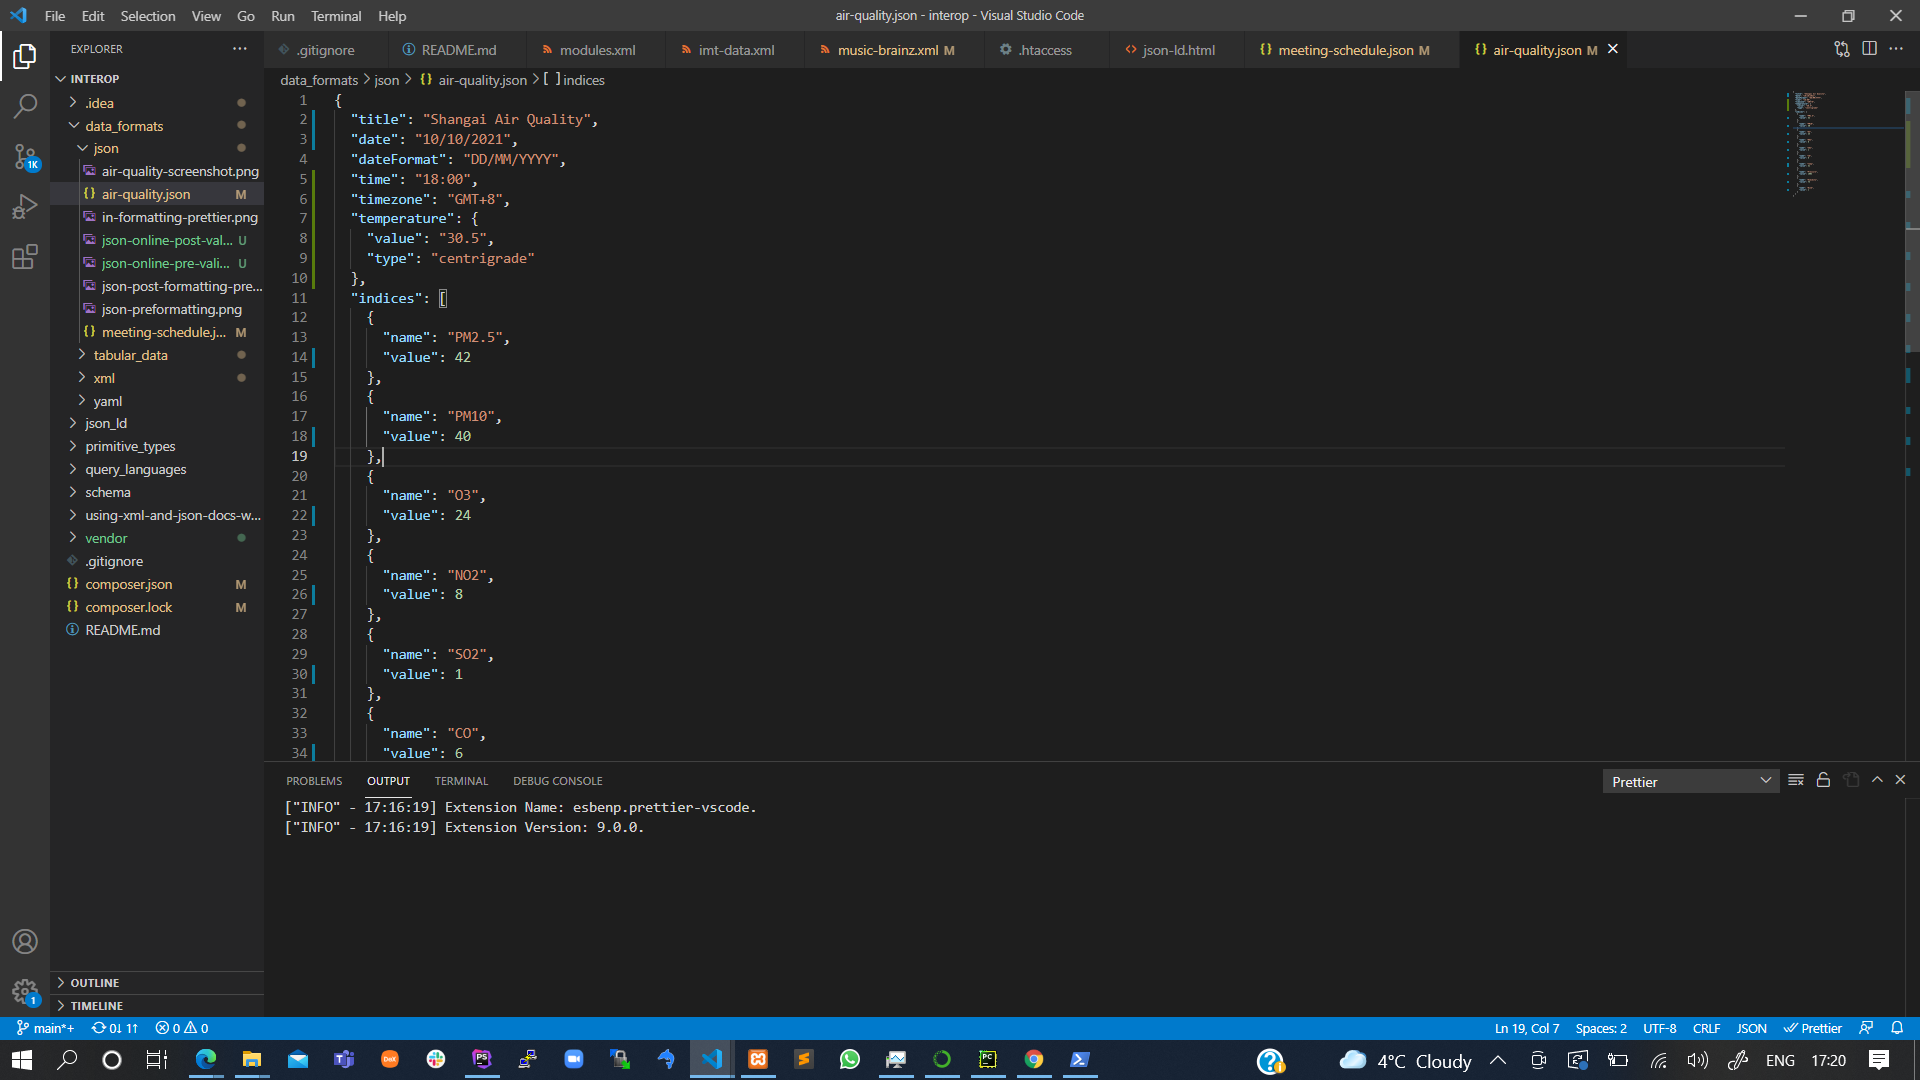 File Edit Selection View Go Run Terminal Help
air-quality.json - interop - Visual Studio Code
EXPLORER
INTEROP
.idea
data_formats
json
air-quality-screenshot.png
air-quality.json M
in-formatting-prettier.png
json-online-post-val... U
json-online-pre-vali... U
json-post-formatting-pre...
json-preformatting.png
meeting-schedule.j... M
tabular_data
xml
yaml
json_ld
primitive_types
query_languages
schema
using-xml-and-json-docs-w...
vendor
.gitignore
composer.json M
composer.lock M
README.md
OUTLINE
TIMELINE
1K
1
.gitignore README.md modules.xml imt-data.xml music-brainz.xml M .htaccess json-ld.html meeting-schedule.json M air-quality.json M
data_formats > json > {} air-quality.json > [ ] indices
1 {
2 "title": "Shangai Air Quality",
3 "date": "10/10/2021",
4 "dateFormat": "DD/MM/YYYY",
5 "time": "18:00",
6 "timezone": "GMT+8",
7 "temperature": {
8 "value": "30.5",
9 "type": "centrigrade"
10 },
11 "indices": [
12 {
13 "name": "PM2.5",
14 "value": 42
15 },
16 {
17 "name": "PM10",
18 "value": 40
19 },
20 {
21 "name": "O3",
22 "value": 24
23 },
24 {
25 "name": "NO2",
26 "value": 8
27 },
28 {
29 "name": "SO2",
30 "value": 1
31 },
32 {
33 "name": "CO",
34 "value": 6
PROBLEMS OUTPUT TERMINAL DEBUG CONSOLE
Prettier
["INFO" - 17:16:19] Extension Name: esbenp.prettier-vscode.
["INFO" - 17:16:19] Extension Version: 9.0.0.
main*+ 0↓ 1↑ 0 0
Ln 19, Col 7 Spaces: 2 UTF-8 CRLF JSON Prettier
4°C Cloudy
ENG 17:20